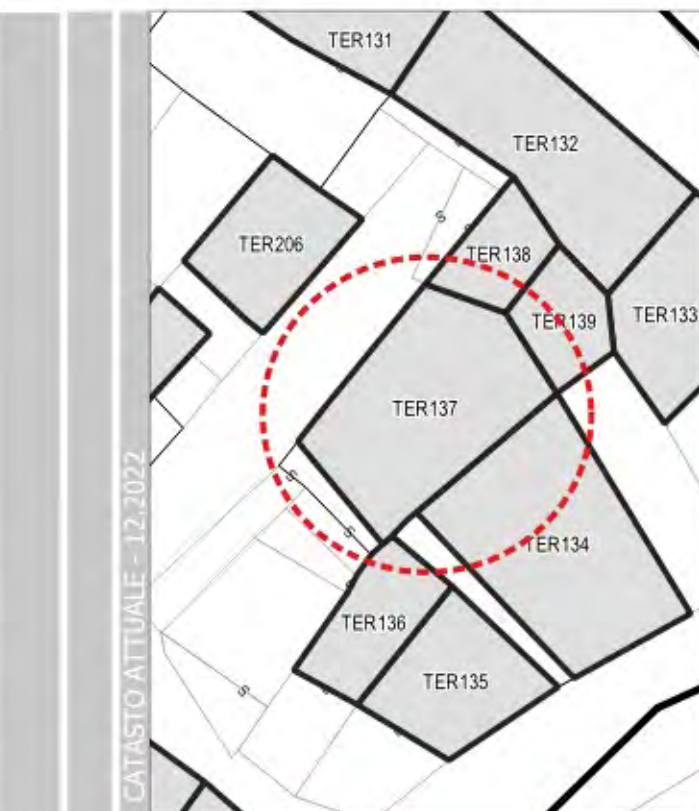 TER131
TER132
TER206
S
TER138
TER139
TER133
TER137
S
S
TER134
TER136
TER135
S
CATASTO ATTUALE - 12.2022